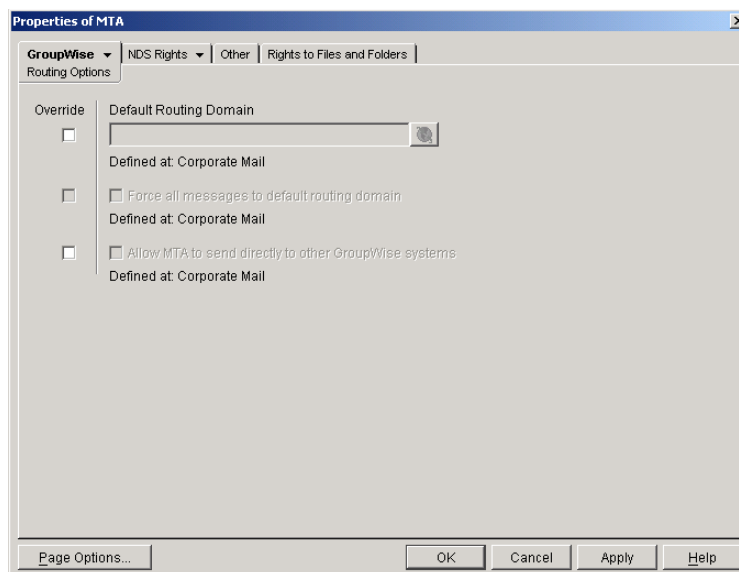 Properties of MTA
GroupWise NDS Rights Other Rights to Files and Folders
Routing Options
Override Default Routing Domain
Defined at: Corporate Mail
Force all messages to default routing domain
Defined at: Corporate Mail
Allow MTA to send directly to other GroupWise systems
Defined at: Corporate Mail
Page Options... OK Cancel Apply Help